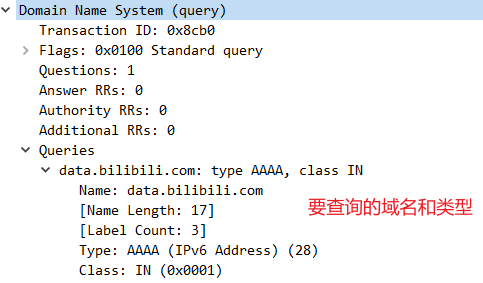 Domain Name System (query)
Transaction ID: 0x8cb0
Flags: 0x0100 Standard query
Questions: 1
Answer RRs: 0
Authority RRs: 0
Additional RRs: 0
Queries
data.bilibili.com: type AAAA, class IN
Name: data.bilibili.com
[Name Length: 17]
要查询的域名和类型
[Label Count: 3]
Type: AAAA (IPv6 Address) (28)
Class: IN (0x0001)